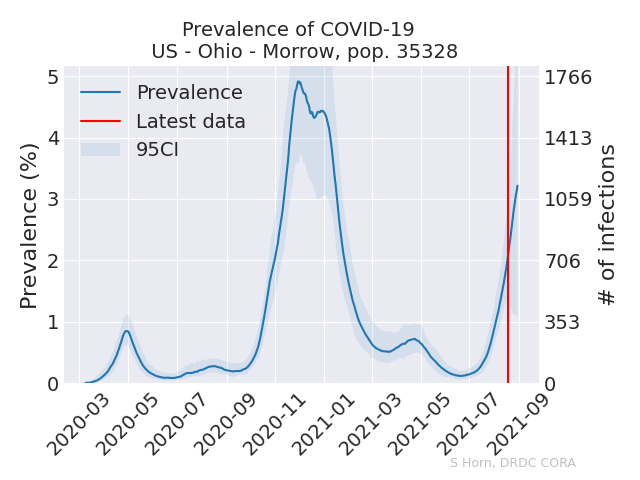 Prevalence of COVID-19
US - Ohio - Morrow, pop. 35328
Prevalence
Latest data
95CI
Prevalence (%)
5
4
3
2
1
0
1766
1413
1059
706
353
0
# of infections
2020-03
2020-05
2020-07
2020-09
2020-11
2021-01
2021-03
2021-05
2021-07
2021-09
S Horn, DRDC CORA